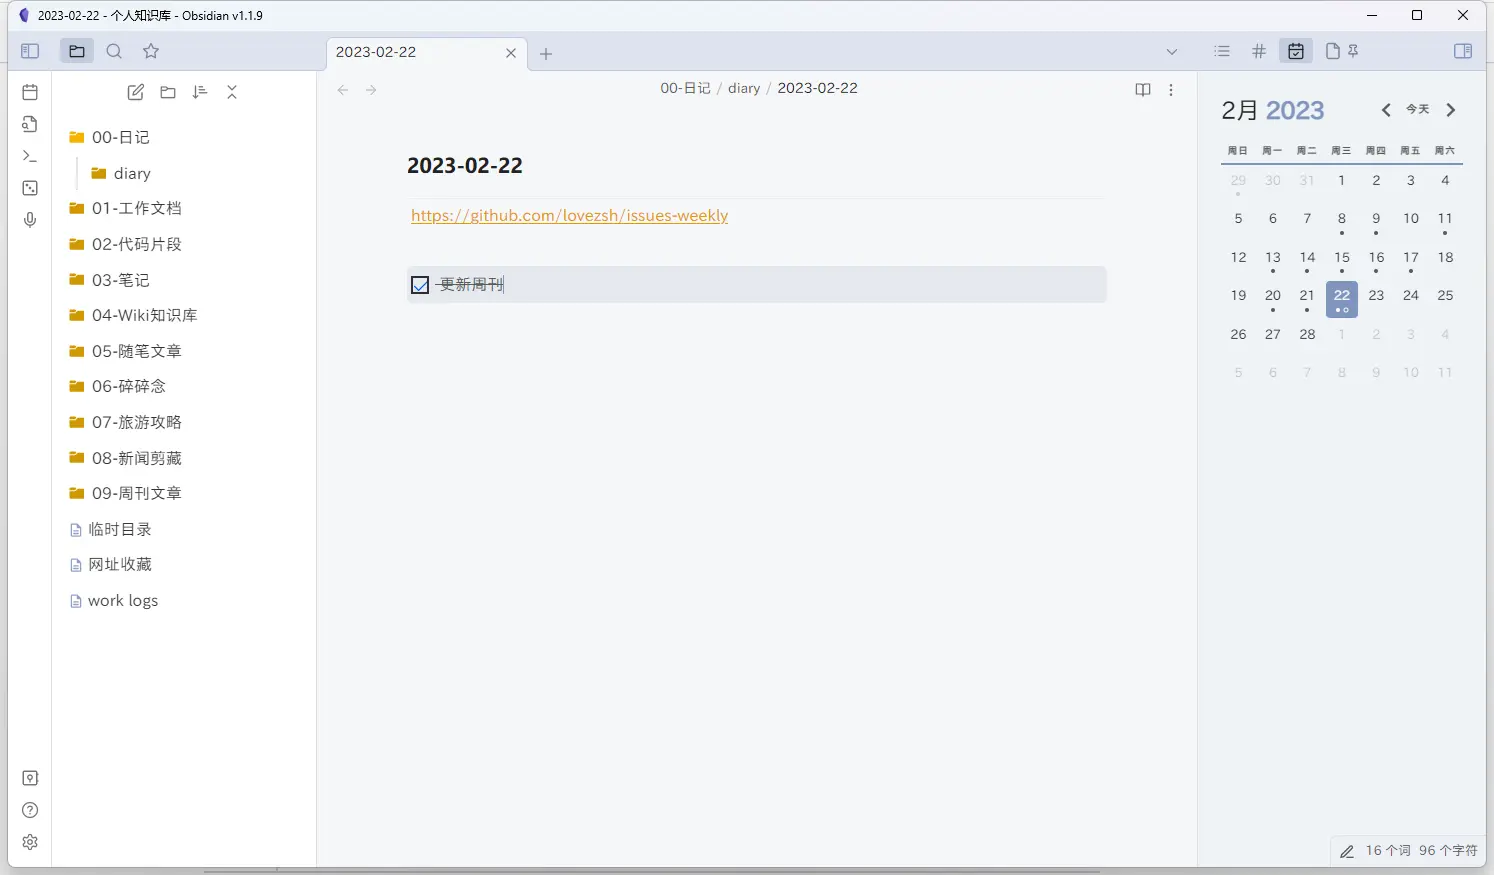 2023-02-22 - 个人知识库 - Obsidian v1.1.9
2023-02-22
00-日记
diary
01-工作文档
02-代码片段
03-笔记
04-Wiki知识库
05-随笔文章
06-碎碎念
07-旅游攻略
08-新闻剪藏
09-周刊文章
临时目录
网址收藏
work logs
00-日记 / diary / 2023-02-22
2023-02-22
https://github.com/lovezsh/issues-weekly
更新周刊
2月 2023
今天
周日 周一 周二 周三 周四 周五 周六
29 30 31 1 2 3 4
5 6 7 8 9 10 11
12 13 14 15 16 17 18
19 20 21 22 23 24 25
26 27 28 1 2 3 4
5 6 7 8 9 10 11
16 个词 96 个字符